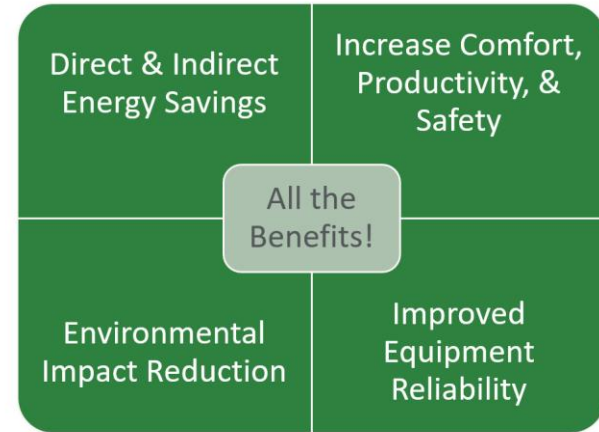 Direct & Indirect
Energy Savings
Increase Comfort,
Productivity, &
Safety
All the
Benefits!
Environmental
Impact Reduction
Improved
Equipment
Reliability